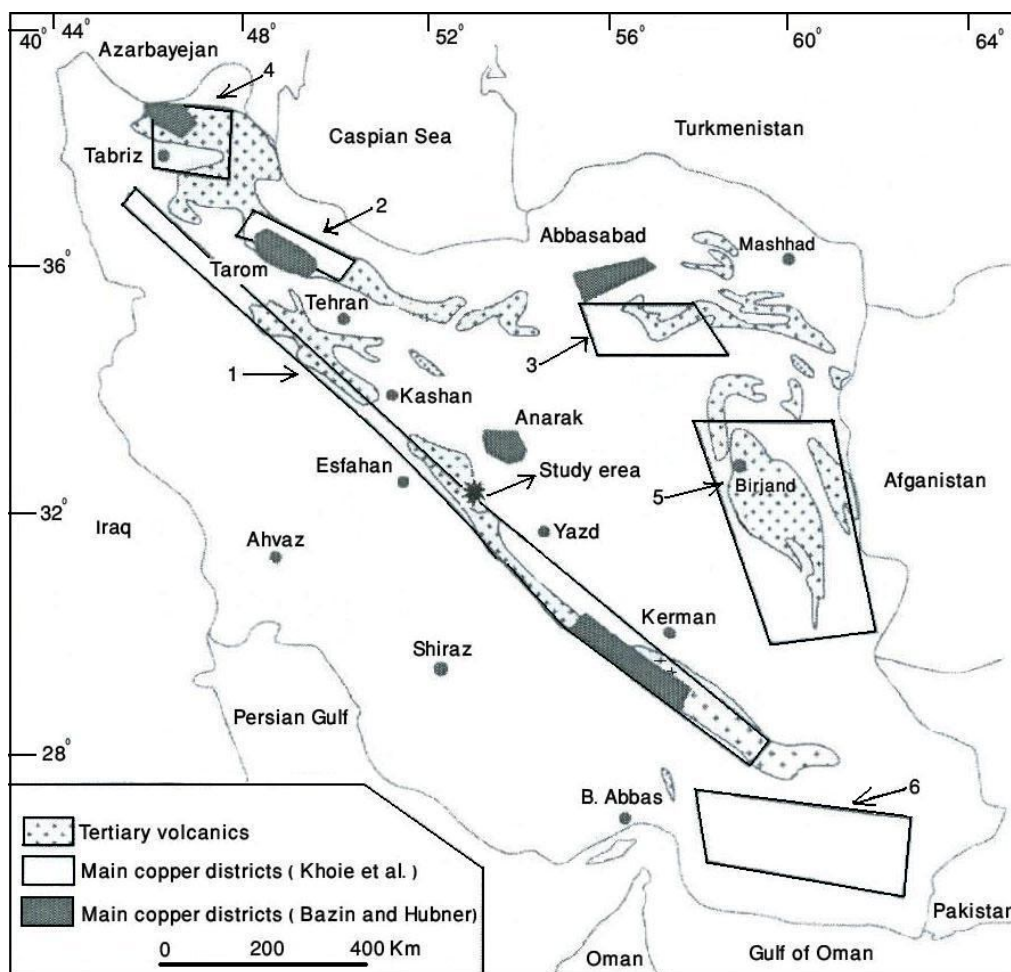 40° 44° 48° 52° 56° 60° 64°
Azarbayejan
4
Caspian Sea
Turkmenistan
Tabriz
2
Abbasabad
Mashhad
36°
Tarom
Tehran
3
1
Kashan
Anarak
Esfahan
Study erea
Birjand
5
Afganistan
32°
Iraq
Ahvaz
Yazd
Kerman
Shiraz
Persian Gulf
28°
6
B. Abbas
Tertiary volcanics
Main copper districts ( Khoie et al. )
Main copper districts ( Bazin and Hubner)
0 200 400 Km
Pakistan
Oman
Gulf of Oman